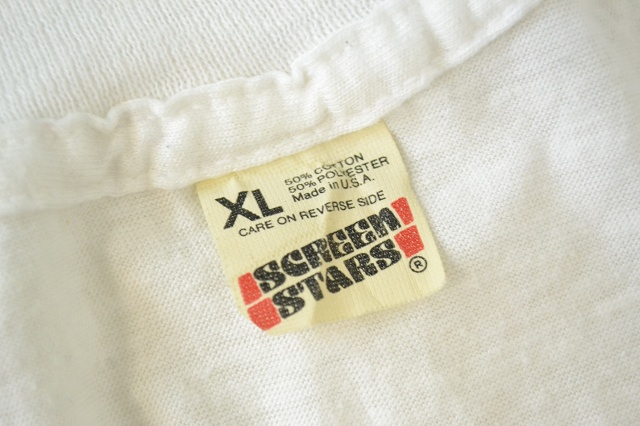 XL
50% COTTON
50% POLYESTER
Made in U.S.A.
CARE ON REVERSE SIDE
SCREEN
STARS
®